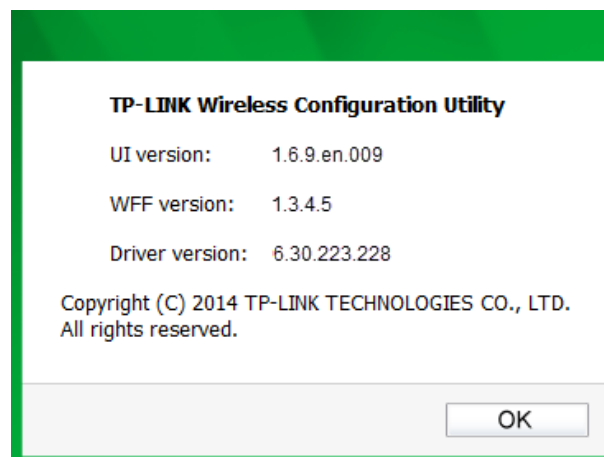 TP-LINK Wireless Configuration Utility
UI version: 1.6.9.en.009
WFF version: 1.3.4.5
Driver version: 6.30.223.228
Copyright (C) 2014 TP-LINK TECHNOLOGIES CO., LTD.
All rights reserved.
OK